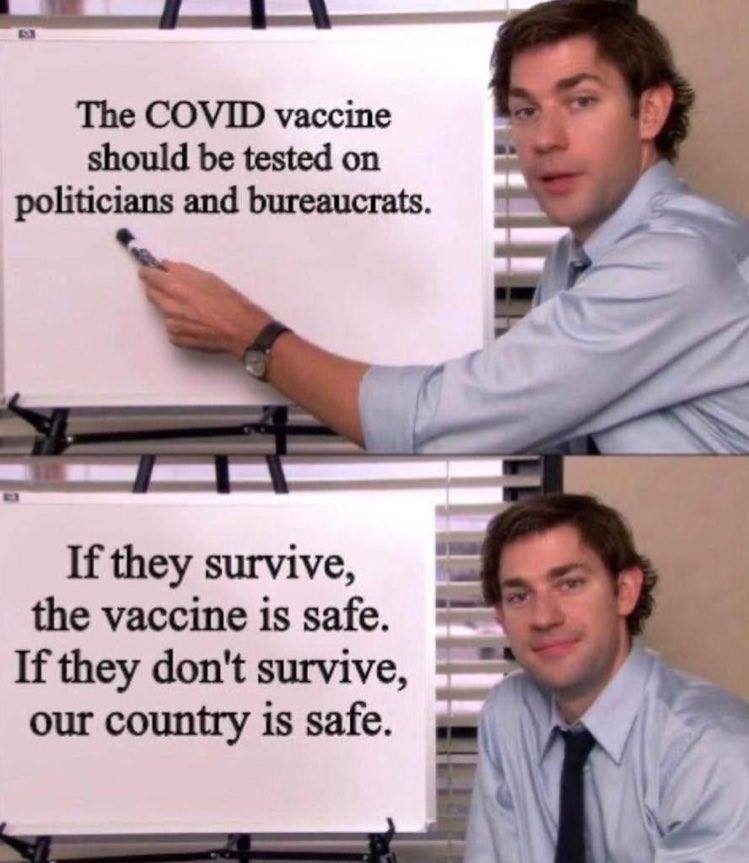 The COVID vaccine
should be tested on
politicians and bureaucrats.
If they survive,
the vaccine is safe.
If they don't survive,
our country is safe.